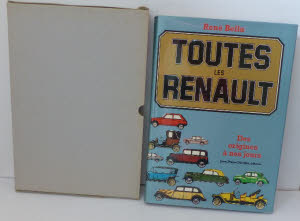 René Bellu
TOUTES
LES
RENAULT
Des
origines
à nos jours